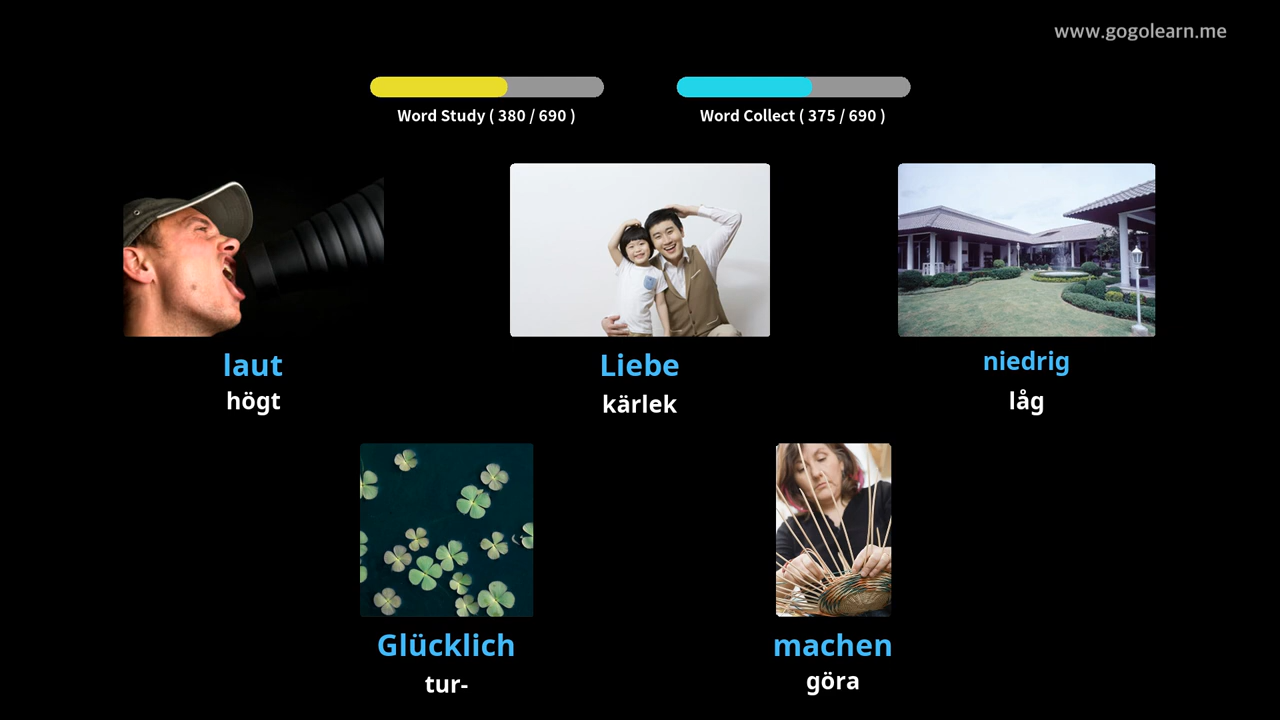 www.gogolearn.me
Word Study ( 380 / 690 )
Word Collect ( 375 / 690 )
laut
högt
Liebe
kärlek
niedrig
låg
Glücklich
tur-
machen
göra